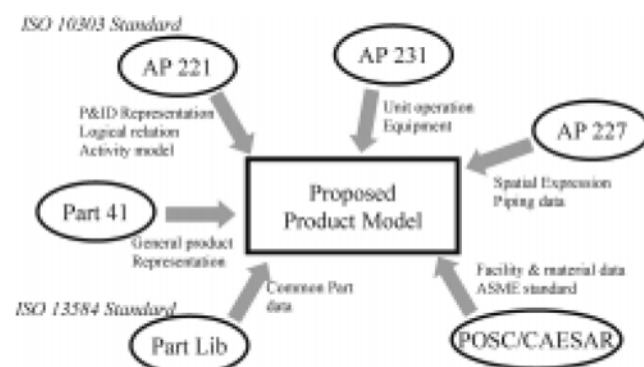 ISO 10303 Standard
AP 221
AP 231
P&ID Representation
Logical relation
Activity model
Unit operation
Equipment
AP 227
Proposed
Product Model
Spatial Expression
Piping data
Part 41
General product
Representation
Common Part
data
Facility & material data
ASME standard
ISO 13584 Standard
Part Lib
POSC/CAESAR